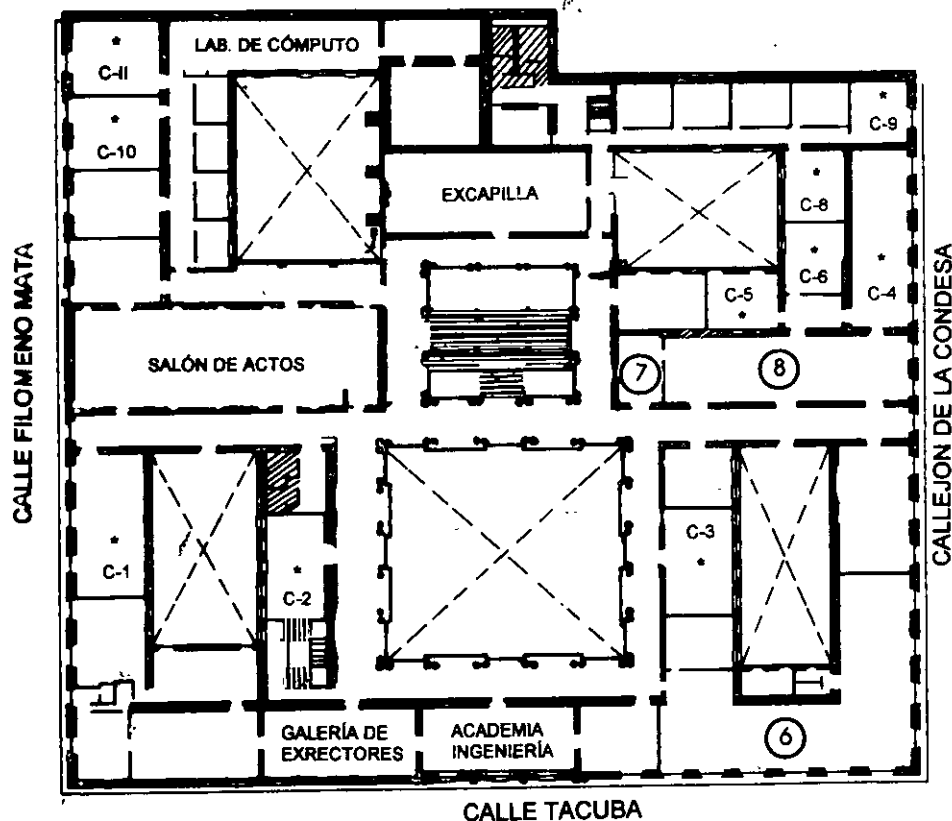 LAB. DE CÓMPUTO
* C-II
* C-10
* C-9
EXCAPILLA
* C-8
* C-6
* C-4
C-5 *
SALÓN DE ACTOS
7
8
CALLE FILOMENO MATA
CALLEJON DE LA CONDESA
* C-1
* C-2
C-3 *
GALERÍA DE
EXRECTORES
ACADEMIA
INGENIERÍA
6
CALLE TACUBA